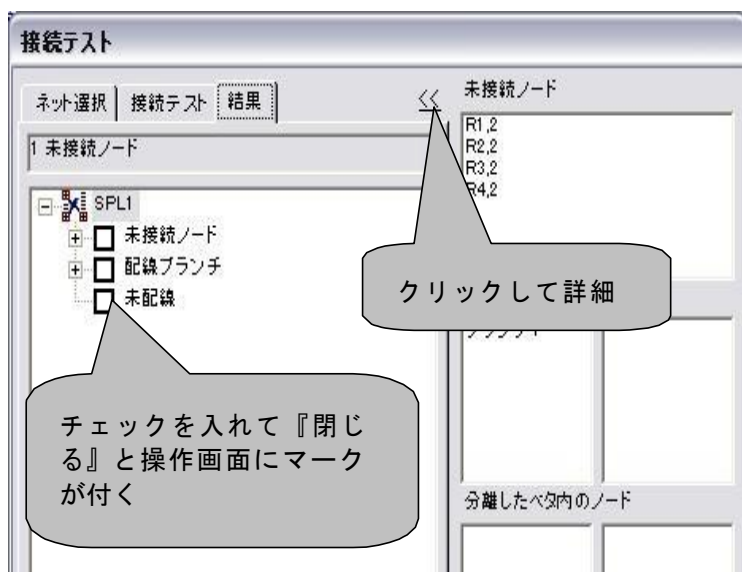 接続テスト
ネット選択
接続テスト
結果
<<
1 未接続ノード
SPL1
未接続ノード
配線ブランチ
未配線
未接続ノード
R1,2
R2,2
R3,2
R4,2
クリックして詳細
チェックを入れて『閉じ
る』と操作画面にマーク
が付く
分離したベタ内のノード